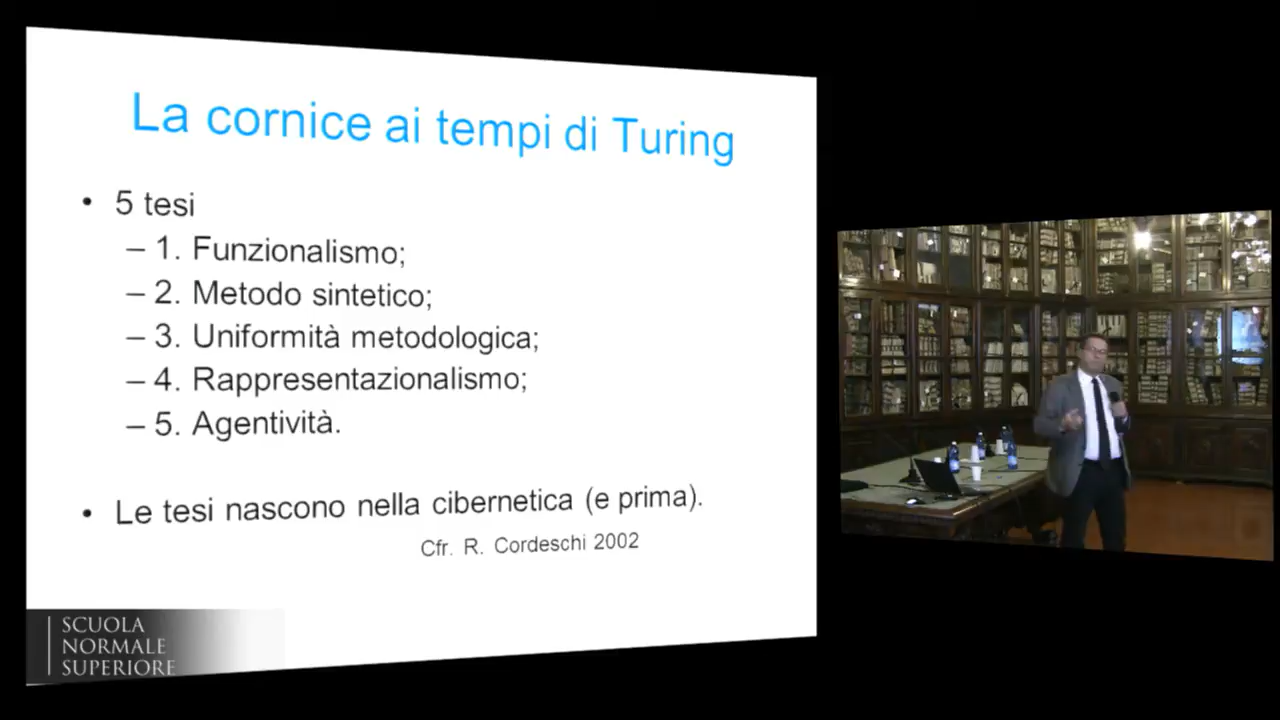 La cornice ai tempi di Turing
• 5 tesi
– 1. Funzionalismo;
– 2. Metodo sintetico;
– 3. Uniformità metodologica;
– 4. Rappresentazionalismo;
– 5. Agentività.
• Le tesi nascono nella cibernetica (e prima).
Cfr. R. Cordeschi 2002
SCUOLA
NORMALE
SUPERIORE